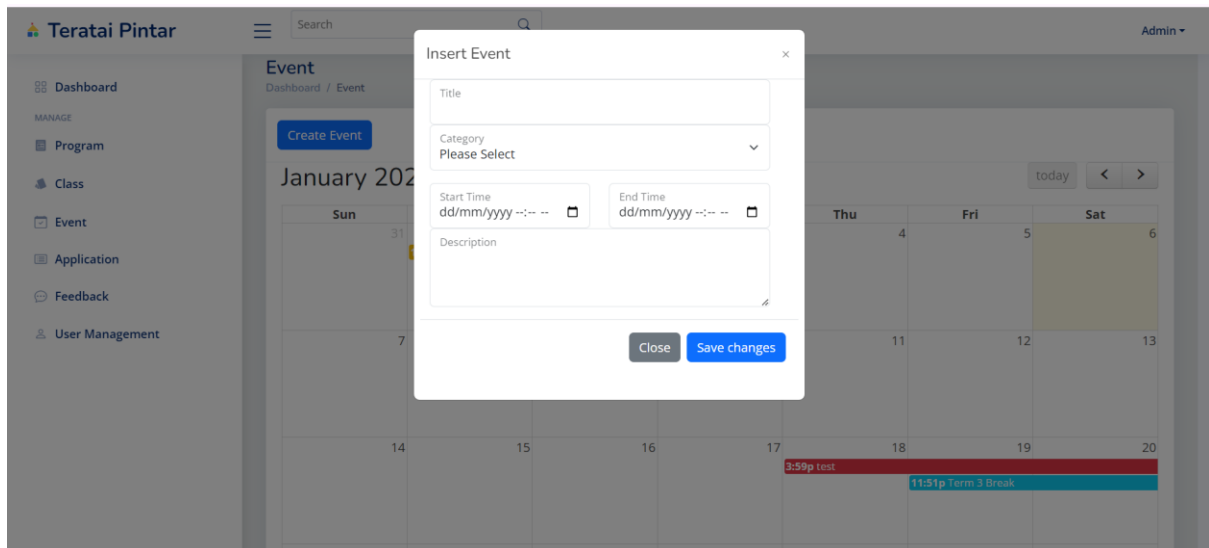 Teratai Pintar
Search
Admin
Dashboard
MANAGE
Program
Class
Event
Application
Feedback
User Management
Event
Dashboard / Event
Create Event
January 202
today
Sun
Thu
Fri
Sat
31
4
5
6
7
11
12
13
14
15
16
17
18
19
20
3:59p test
11:51p Term 3 Break
Insert Event
×
Title
Category
Please Select
Start Time
End Time
dd/mm/yyyy --:-- --
dd/mm/yyyy --:-- --
Description
Close
Save changes